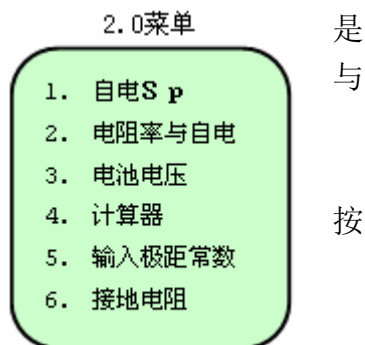 2.0菜单
1. 自电S p
2. 电阻率与自电
3. 电池电压
4. 计算器
5. 输入极距常数
6. 接地电阻
是
与
按